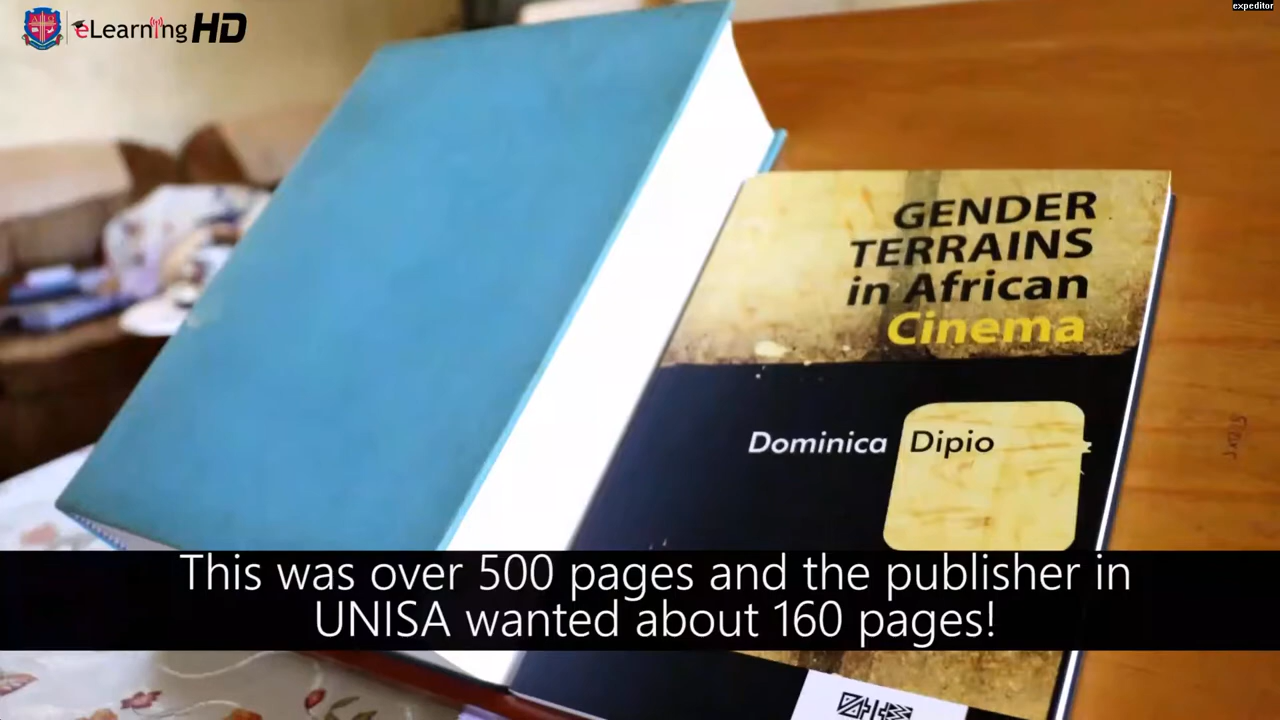 eLearning HD
expeditor
GENDER
TERRAINS
in African
Cinema
Dominica Dipio
This was over 500 pages and the publisher in
UNISA wanted about 160 pages!